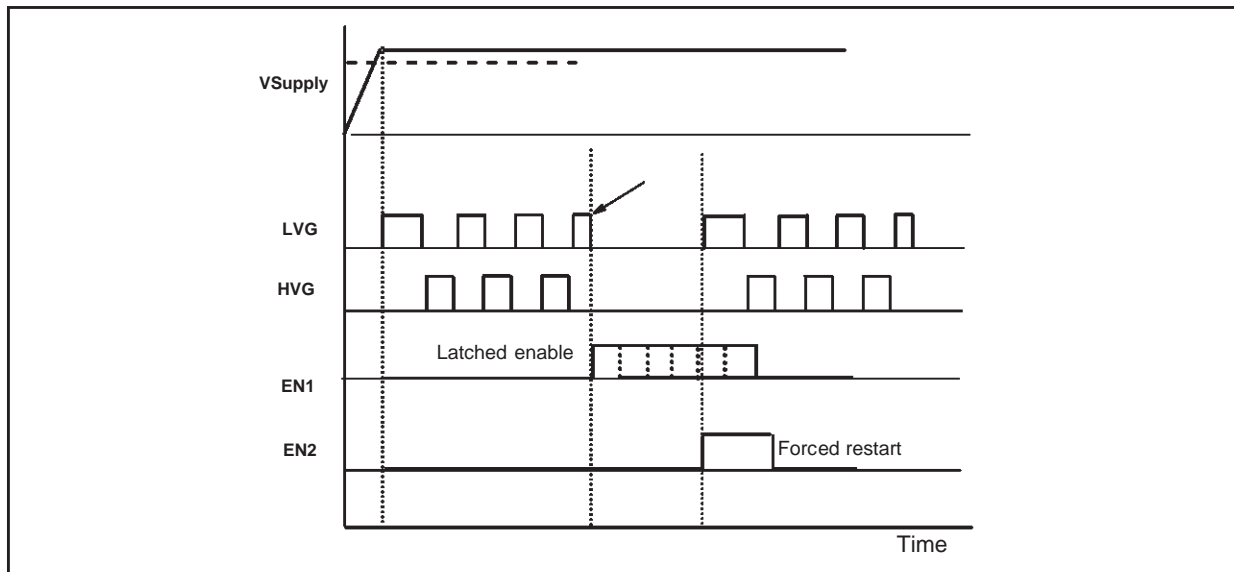 VSupply
LVG
HVG
Latched enable
EN1
EN2
Forced restart
Time